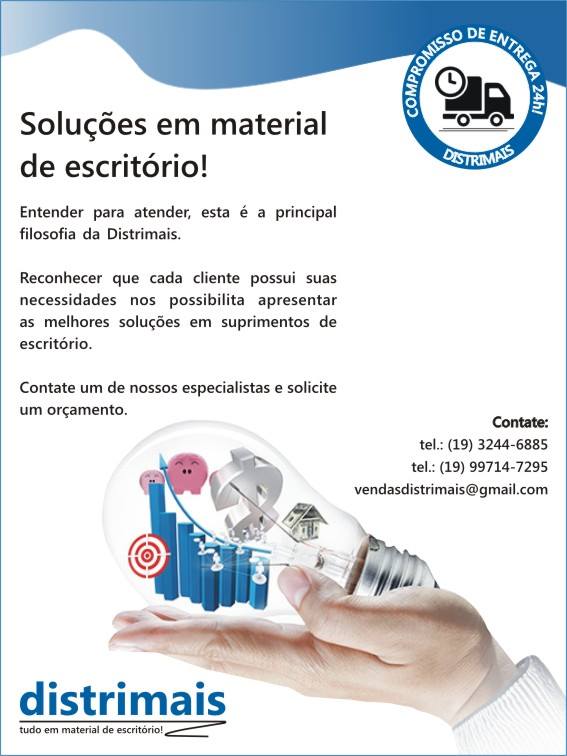 COMPROMISSO DE ENTREGA 24h!
DISTRIMAIS
Soluções em material
de escritório!
Entender para atender, esta é a principal
filosofia da Distrimais.
Reconhecer que cada cliente possui suas
necessidades nos possibilita apresentar
as melhores soluções em suprimentos de
escritório.
Contate um de nossos especialistas e solicite
um orçamento.
Contate:
tel.: (19) 3244-6885
tel.: (19) 99714-7295
vendasdistrimais@gmail.com
distrimais
tudo em material de escritório!